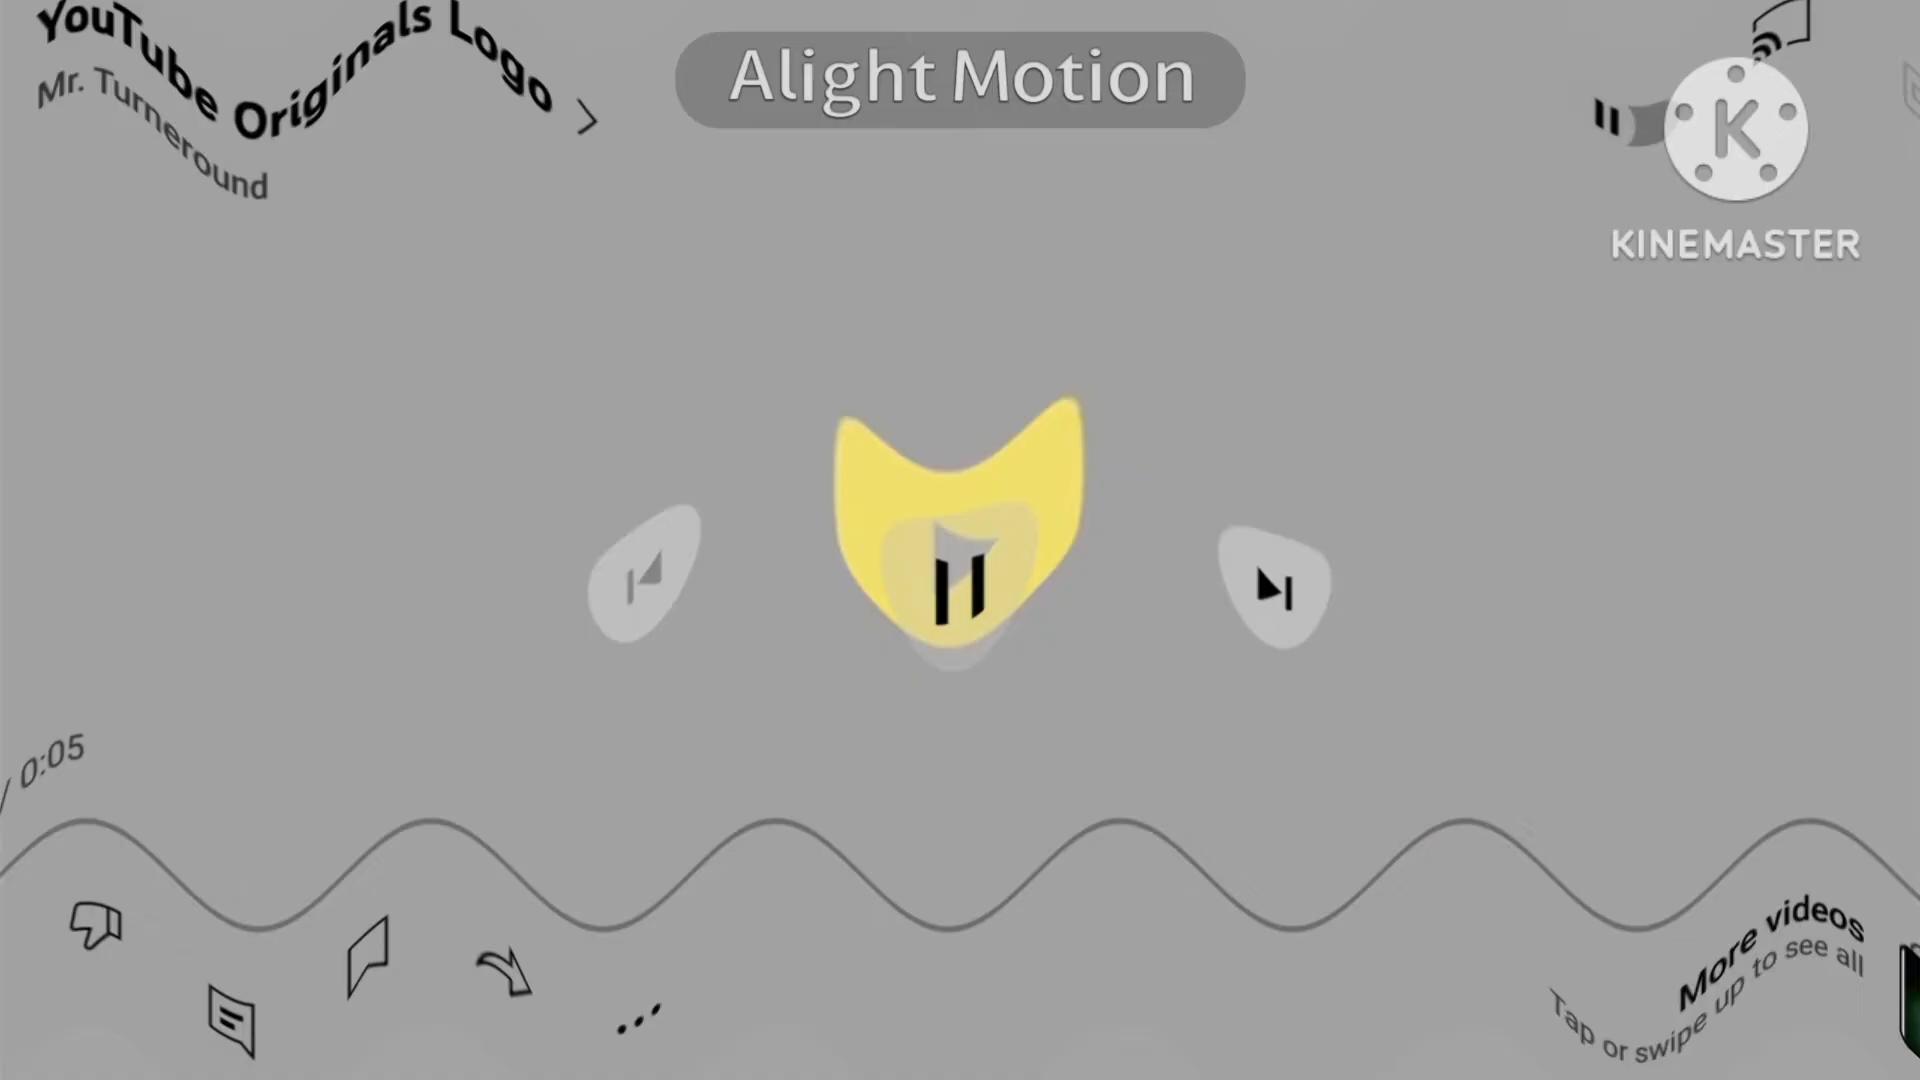 YouTube Originals Logo
Mr. Turneround
Alight Motion
K
KINEMASTER
/ 0:05
More videos
Tap or swipe up to see all